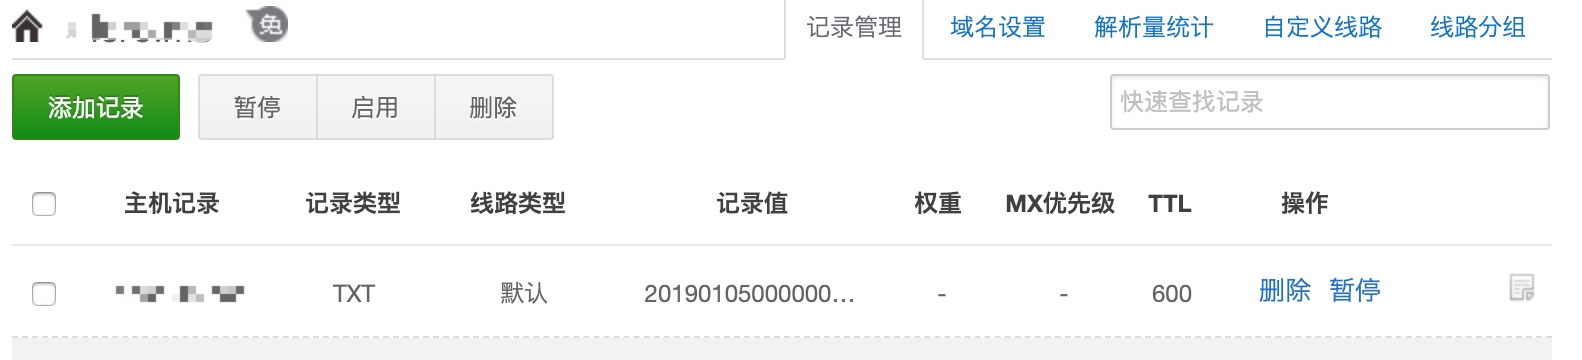 免
记录管理 域名设置 解析量统计 自定义线路 线路分组
添加记录 暂停 启用 删除 快速查找记录
主机记录 记录类型 线路类型 记录值 权重 MX优先级 TTL 操作
TXT 默认 20190105000000... - - 600 删除 暂停